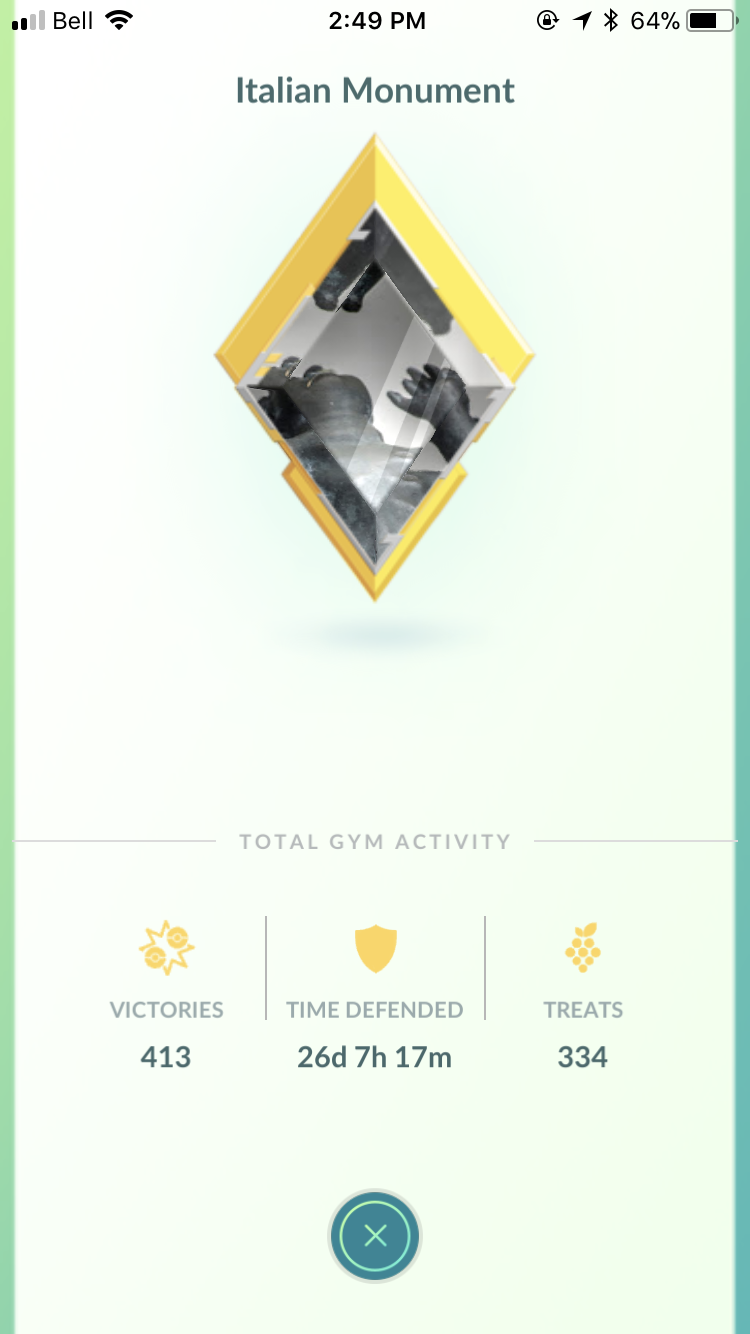 Bell 2:49 PM 64%
Italian Monument
TOTAL GYM ACTIVITY
VICTORIES TIME DEFENDED TREATS
413 26d 7h 17m 334